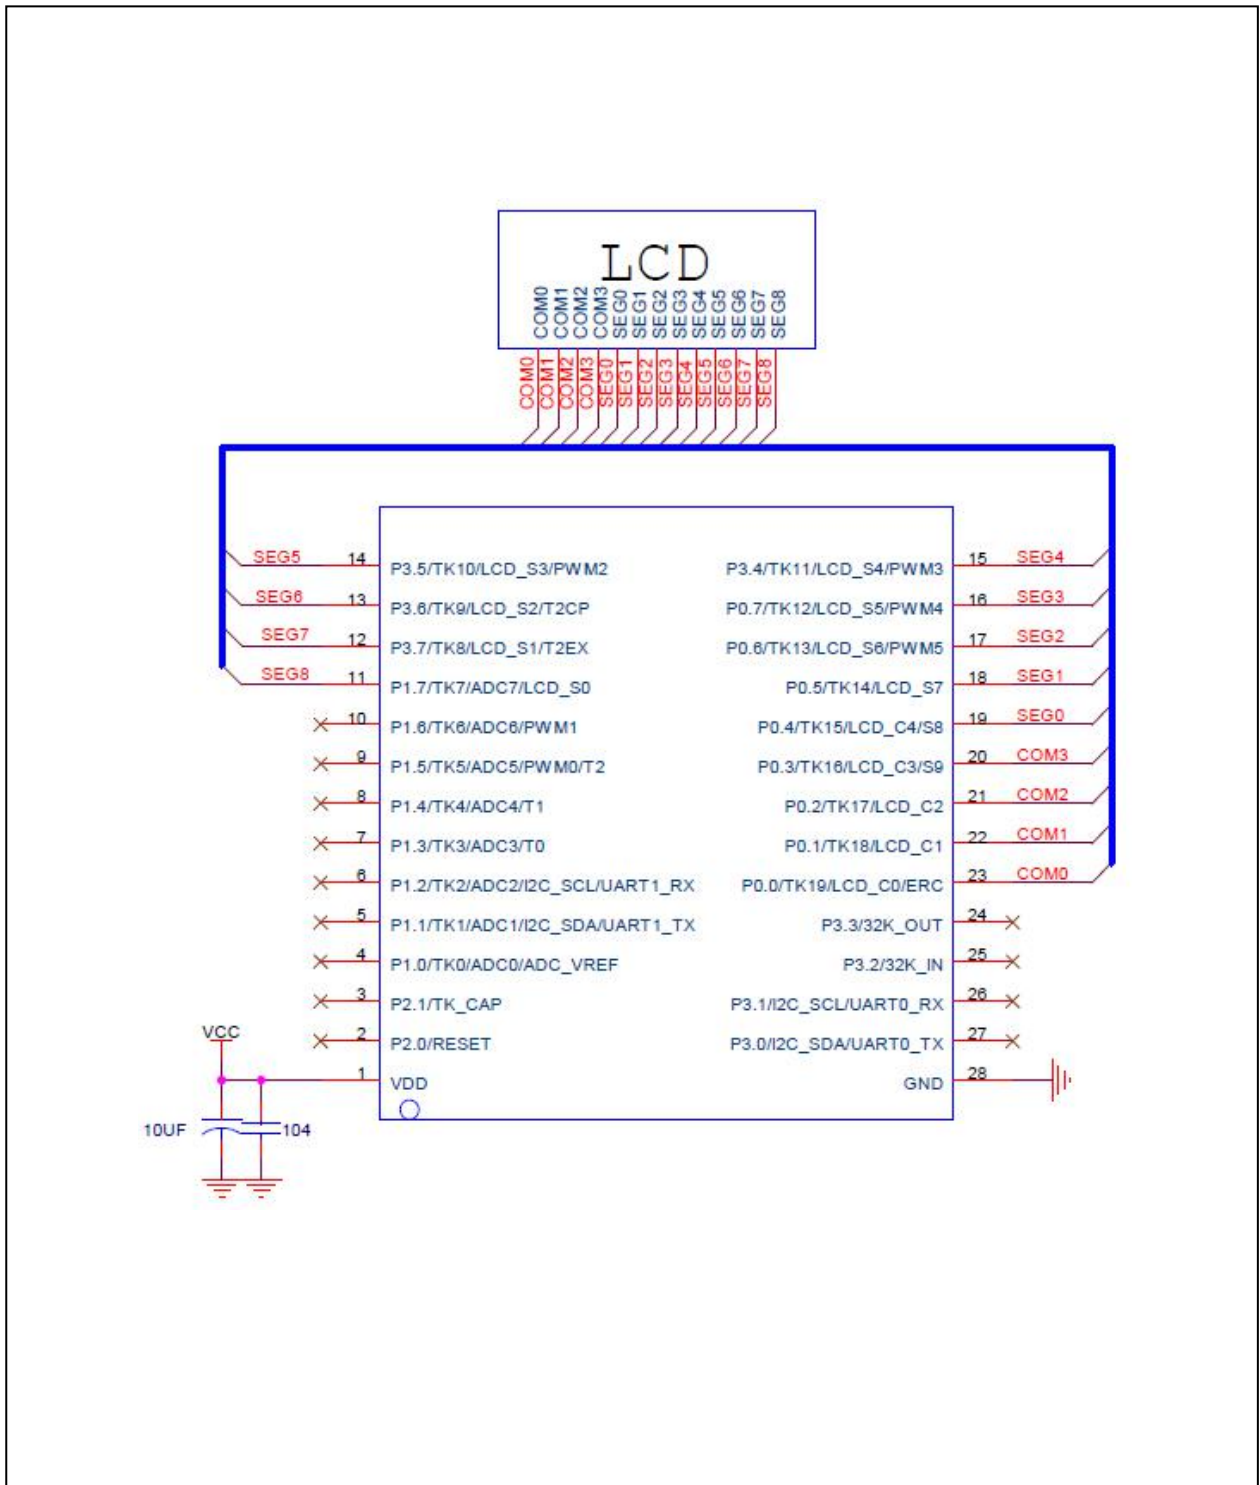 LCD
COM0
COM1
COM2
COM3
SEG0
SEG1
SEG2
SEG3
SEG4
SEG5
SEG6
SEG7
SEG8
COM0
COM1
COM2
COM3
SEG0
SEG1
SEG2
SEG3
SEG4
SEG5
SEG6
SEG7
SEG8
SEG5 14 P3.5/TK10/LCD_S3/PWM2 P3.4/TK11/LCD_S4/PWM3 15 SEG4
SEG6 13 P3.6/TK9/LCD_S2/T2CP P0.7/TK12/LCD_S5/PWM4 16 SEG3
SEG7 12 P3.7/TK8/LCD_S1/T2EX P0.6/TK13/LCD_S6/PWM5 17 SEG2
SEG8 11 P1.7/TK7/ADC7/LCD_S0 P0.5/TK14/LCD_S7 18 SEG1
10 P1.6/TK6/ADC6/PWM1 P0.4/TK15/LCD_C4/S8 19 SEG0
9 P1.5/TK5/ADC5/PWM0/T2 P0.3/TK16/LCD_C3/S9 20 COM3
8 P1.4/TK4/ADC4/T1 P0.2/TK17/LCD_C2 21 COM2
7 P1.3/TK3/ADC3/T0 P0.1/TK18/LCD_C1 22 COM1
6 P1.2/TK2/ADC2/I2C_SCL/UART1_RX P0.0/TK19/LCD_C0/ERC 23 COM0
5 P1.1/TK1/ADC1/I2C_SDA/UART1_TX P3.3/32K_OUT 24
4 P1.0/TK0/ADC0/ADC_VREF P3.2/32K_IN 25
3 P2.1/TK_CAP P3.1/I2C_SCL/UART0_RX 26
2 P2.0/RESET P3.0/I2C_SDA/UART0_TX 27
VCC
1 VDD GND 28
10UF 104